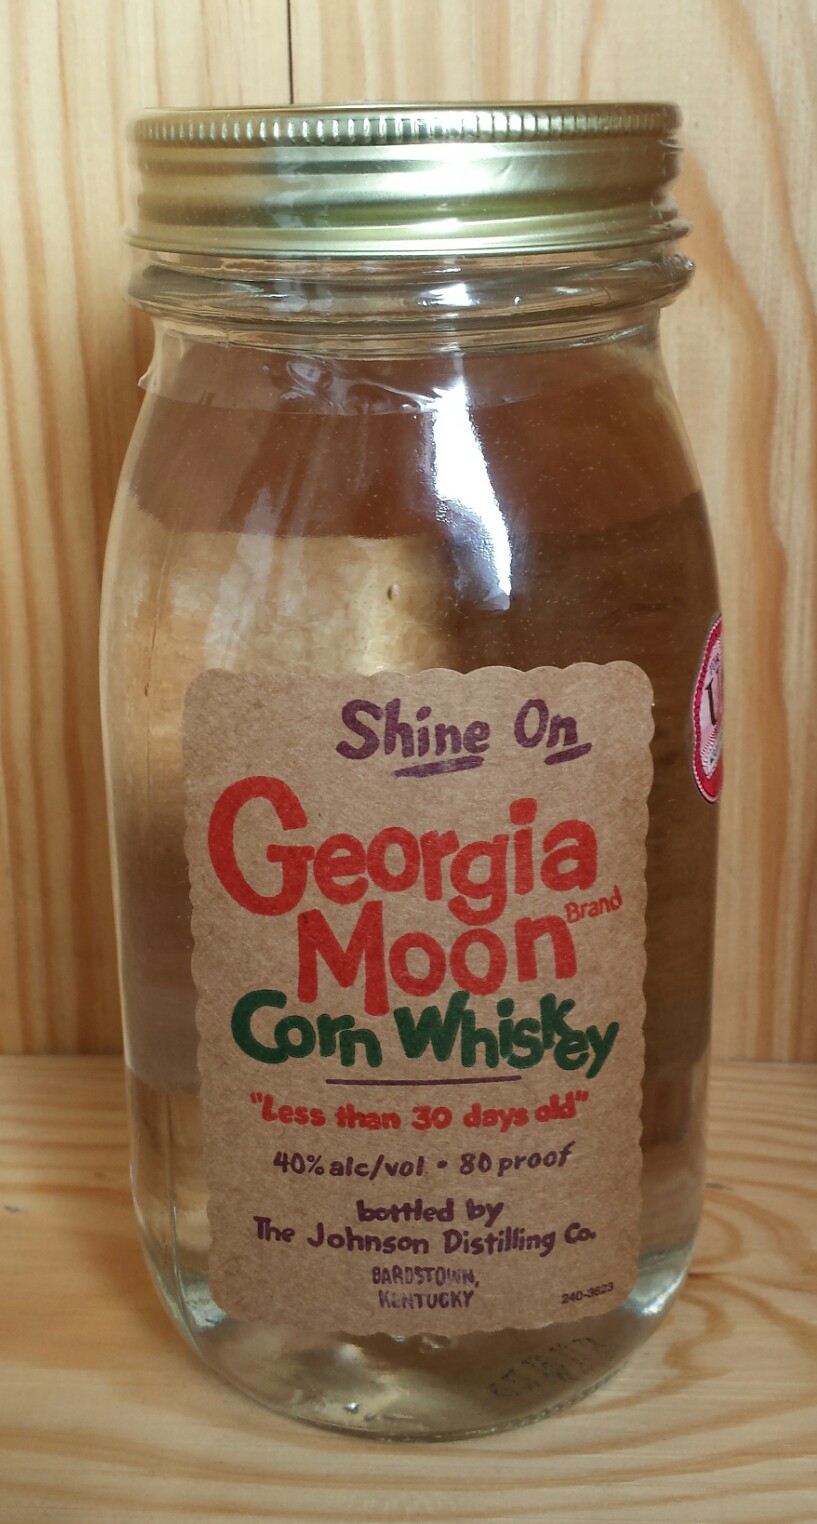 Shine On
Georgia
Moon Brand
Corn Whiskey
"Less than 30 days old"
40% alc/vol • 80 proof
bottled by
The Johnson Distilling Co.
BARDSTOWN,
KENTUCKY
240-3623